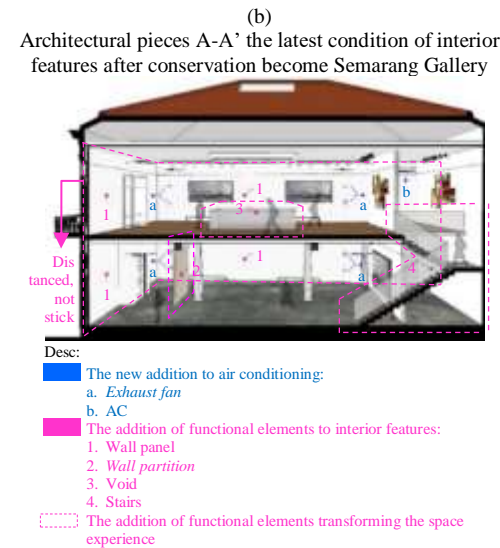 (b)
Architectural pieces A-A’ the latest condition of interior
features after conservation become Semarang Gallery
1
a
3
1
a
b
1
Dis
tanced,
not
stick
a
2
1
a
4
Desc:
The new addition to air conditioning:
a. Exhaust fan
b. AC
The addition of functional elements to interior features:
1. Wall panel
2. Wall partition
3. Void
4. Stairs
The addition of functional elements transforming the space
experience